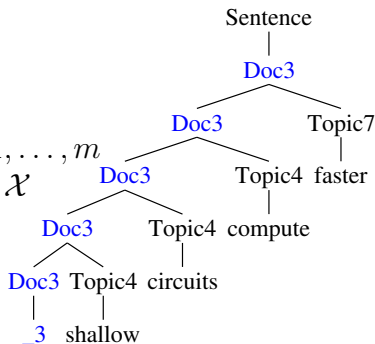 Sentence
Doc3
Doc3 Topic7
, . . . , m
Doc3 Topic4 faster
𝒳
Doc3 Topic4 compute
Doc3 Topic4 circuits
_3 shallow